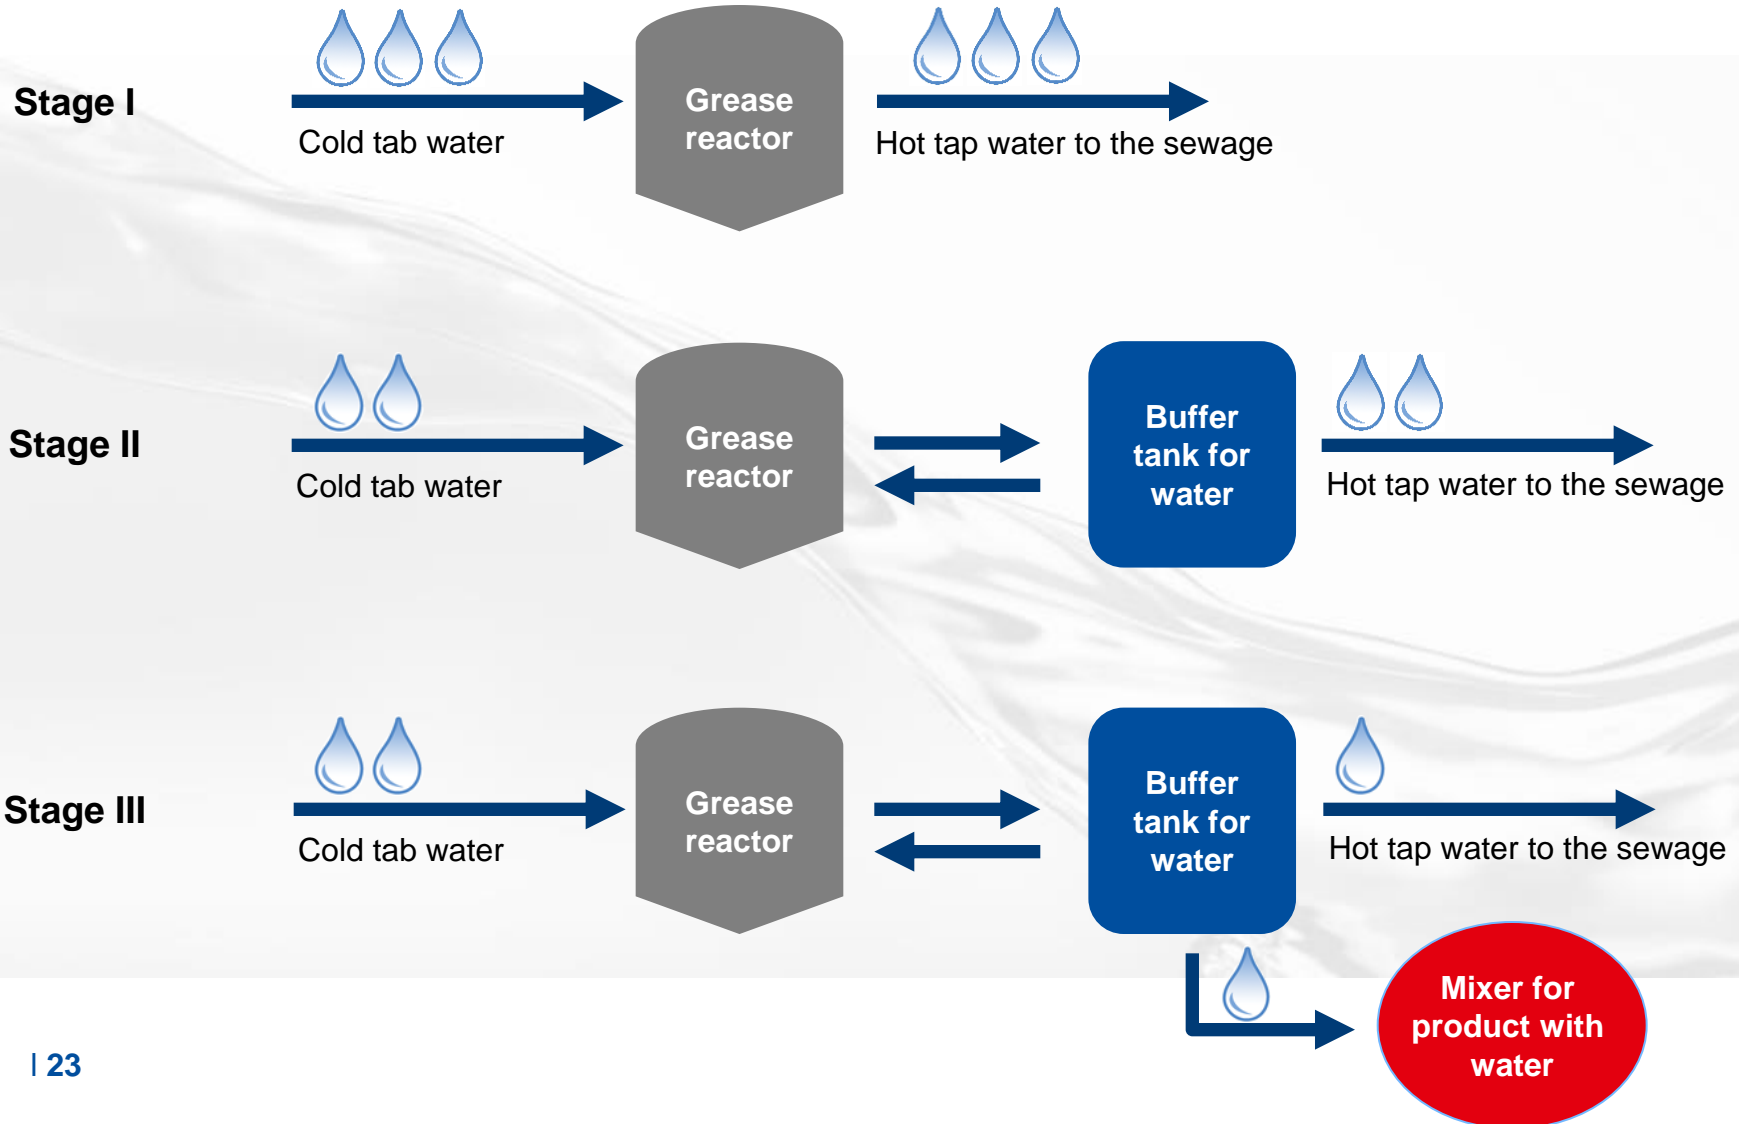 Stage I
Cold tab water
Grease
reactor
Hot tap water to the sewage
Stage II
Cold tab water
Grease
reactor
Buffer
tank for
water
Hot tap water to the sewage
Stage III
Cold tab water
Grease
reactor
Buffer
tank for
water
Hot tap water to the sewage
Mixer for
product with
water
| 23